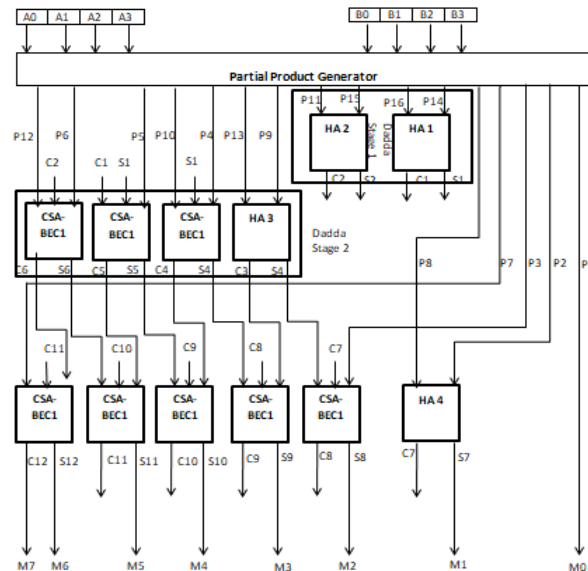 A0 A1 A2 A3 B0 B1 B2 B3
Partial Product Generator
P12 P6 P5 P10 P4 P13 P9 P11 P15 P16 P14
HA 2 HA 1
Dadda
Stage 1
C2 S2 C1 S1
C2 C1 S1 S1
CSA-
BEC1
CSA-
BEC1
CSA-
BEC1
HA 3
Dadda
Stage 2
C6 S6 C5 S5 C4 S4 C3 S4
P8 P7 P3 P2 P
C11 C10 C9 C8 C7
CSA-
BEC1
CSA-
BEC1
CSA-
BEC1
CSA-
BEC1
CSA-
BEC1
HA 4
C12 S12 C11 S11 C10 S10 C9 S9 C8 S8 C7 S7
M7 M6 M5 M4 M3 M2 M1 M0